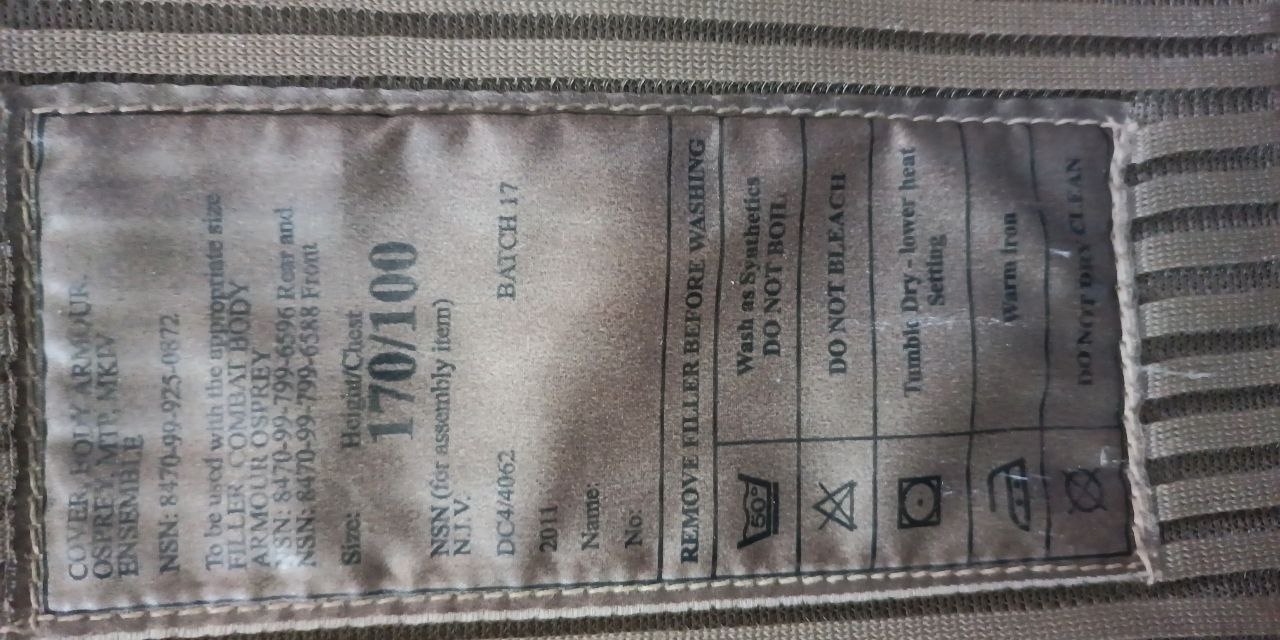 COVER, BODY ARMOUR,
OSPREY, MTP, MKIV
ENSEMBLE
NSN: 8470-99-925-0872
To be used with the appropriate size
FILLER COMBAT BODY
ARMOUR OSPREY
NSN: 8470-99-799-6596 Rear and
NSN: 8470-99-799-6588 Front
Size: Height/Chest
170/100
NSN (for assembly item)
N.I.V.
DC4/4062 BATCH 17
2011
Name:
No:
REMOVE FILLER BEFORE WASHING
50° Wash as Synthetics
DO NOT BOIL
DO NOT BLEACH
Tumble Dry - lower heat
Setting
Warm iron
DO NOT DRY CLEAN